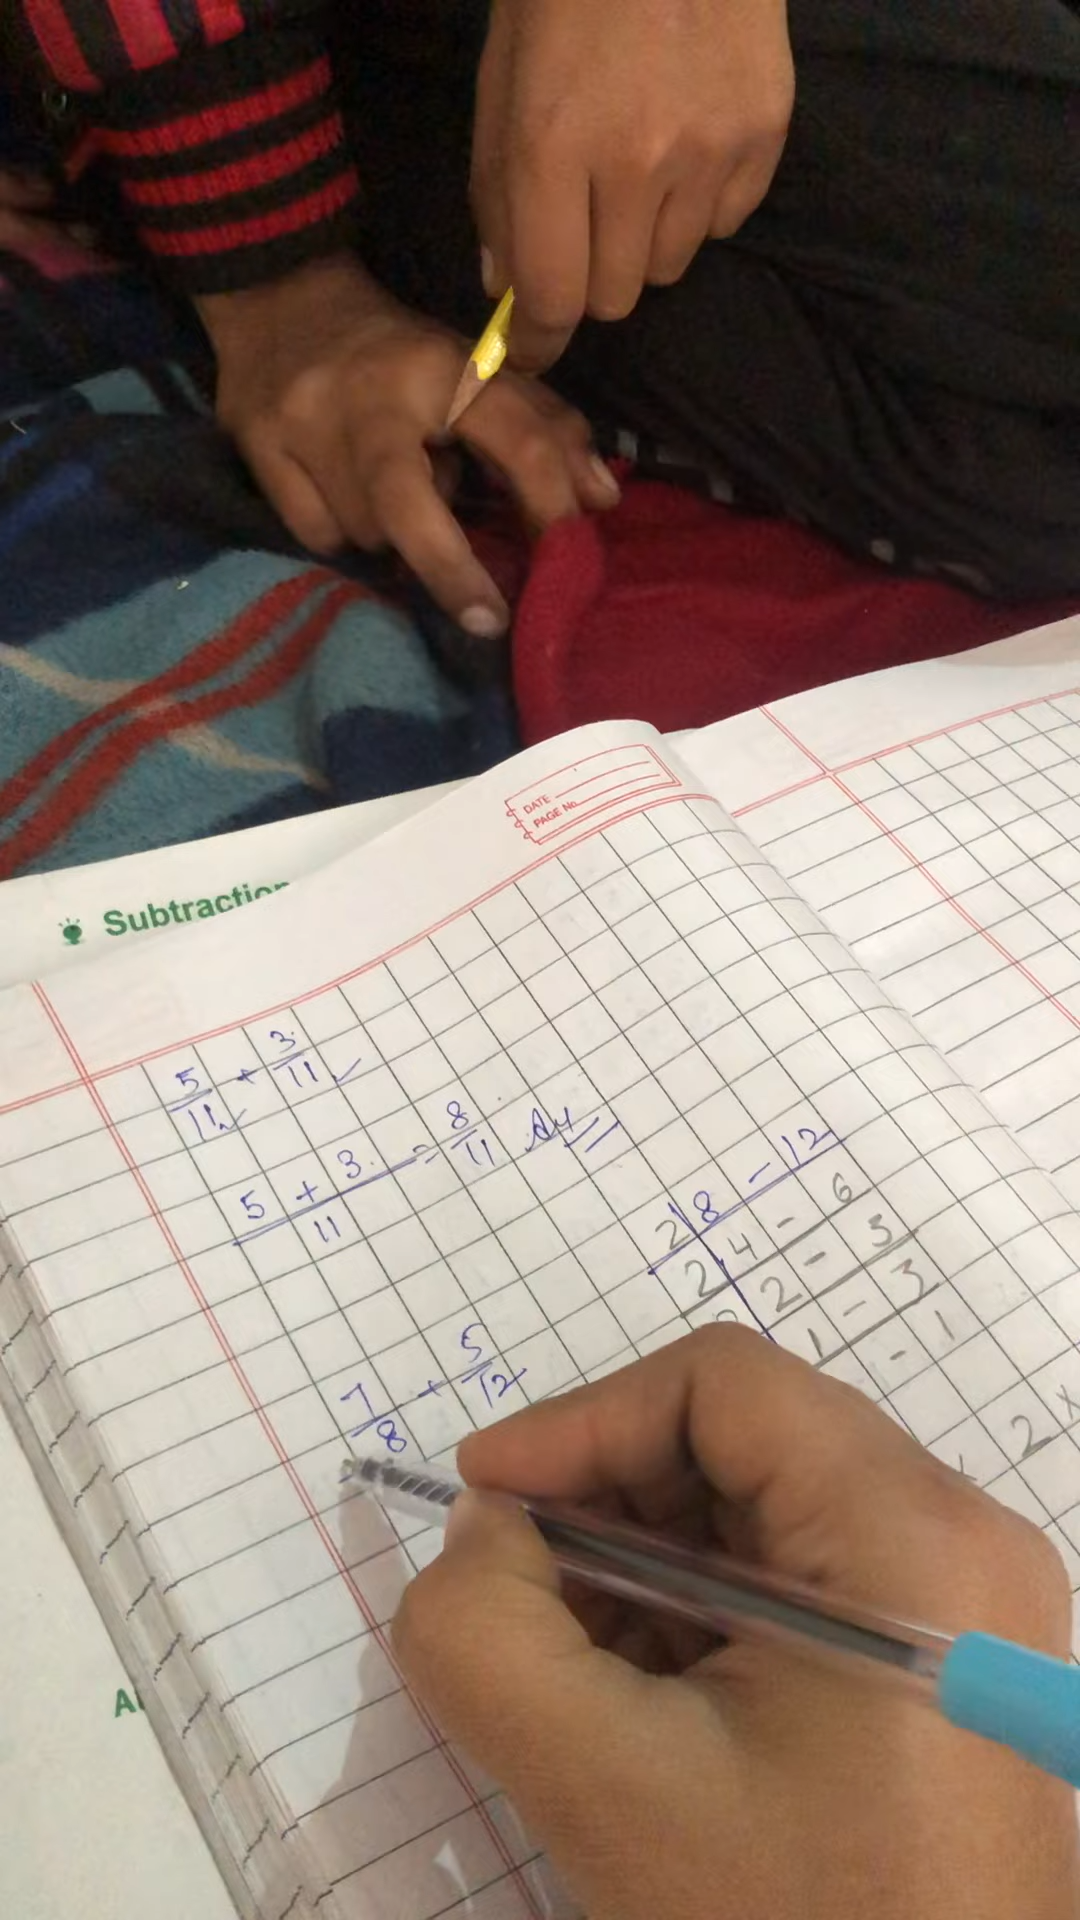 DATE
PAGE No.
Subtraction
5/11 + 3/11
5 + 3 / 11 = 8/11
7/8 + 5/12
2 | 8 - 12
2 | 4 - 6
2 - 3
1 - 3
- 1
2 ×